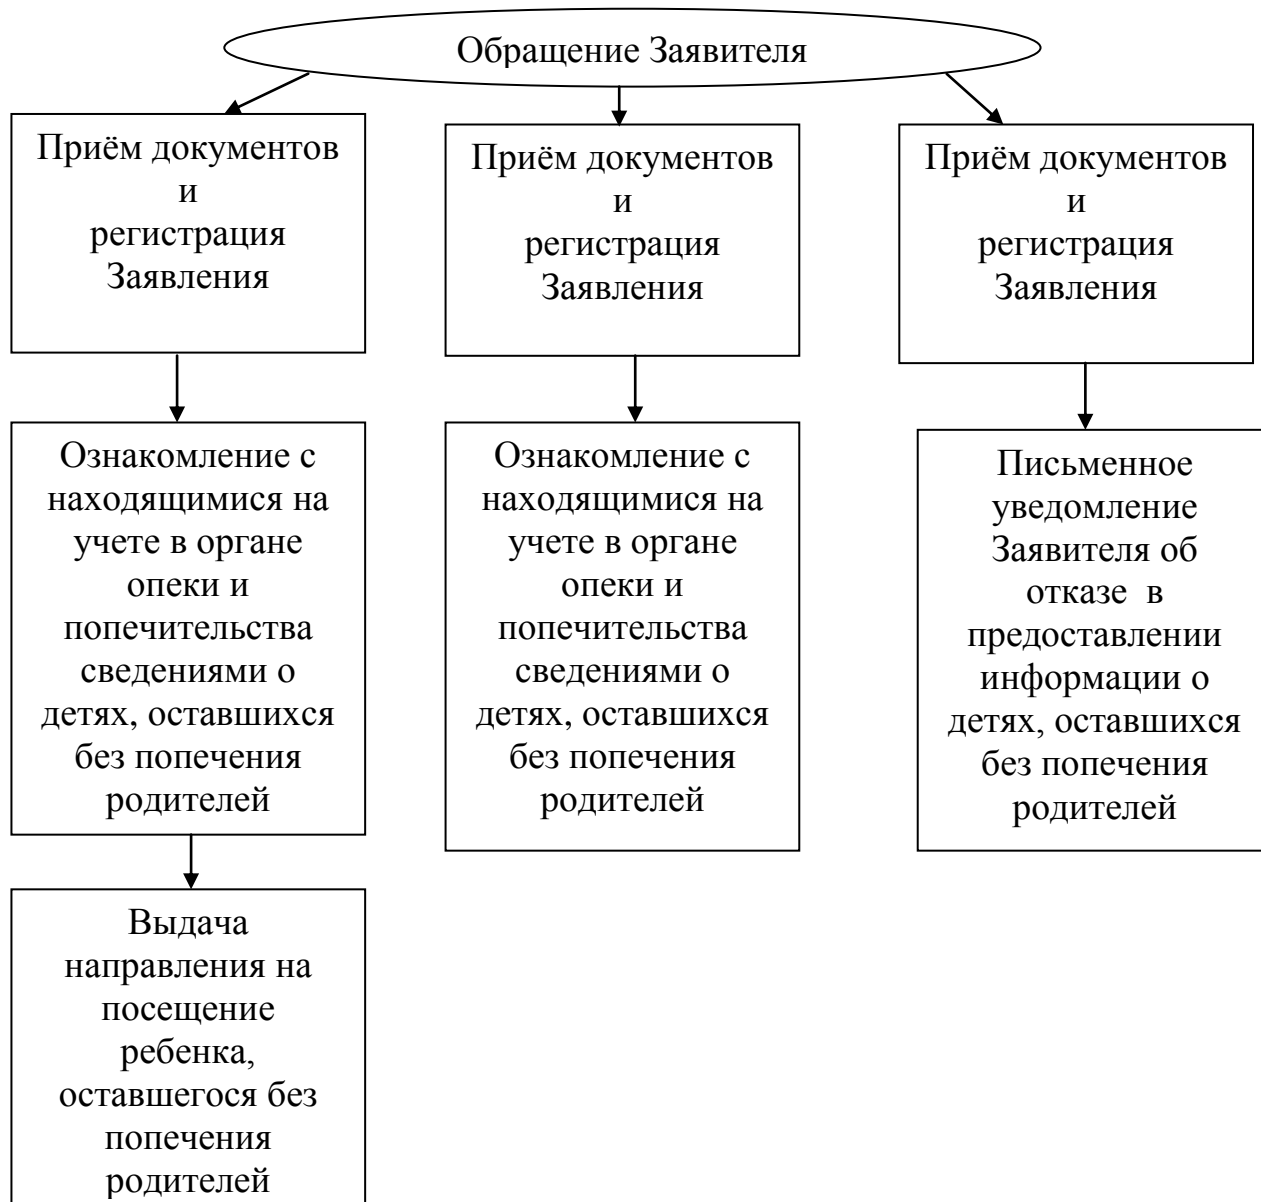 Обращение Заявителя
Приём документов
и
регистрация
Заявления
Приём документов
и
регистрация
Заявления
Приём документов
и
регистрация
Заявления
Ознакомление с
находящимися на
учете в органе
опеки и
попечительства
сведениями о
детях, оставшихся
без попечения
родителей
Ознакомление с
находящимися на
учете в органе
опеки и
попечительства
сведениями о
детях, оставшихся
без попечения
родителей
Письменное
уведомление
Заявителя об
отказе  в
предоставлении
информации о
детях, оставшихся
без попечения
родителей
Выдача
направления на
посещение
ребенка,
оставшегося без
попечения
родителей